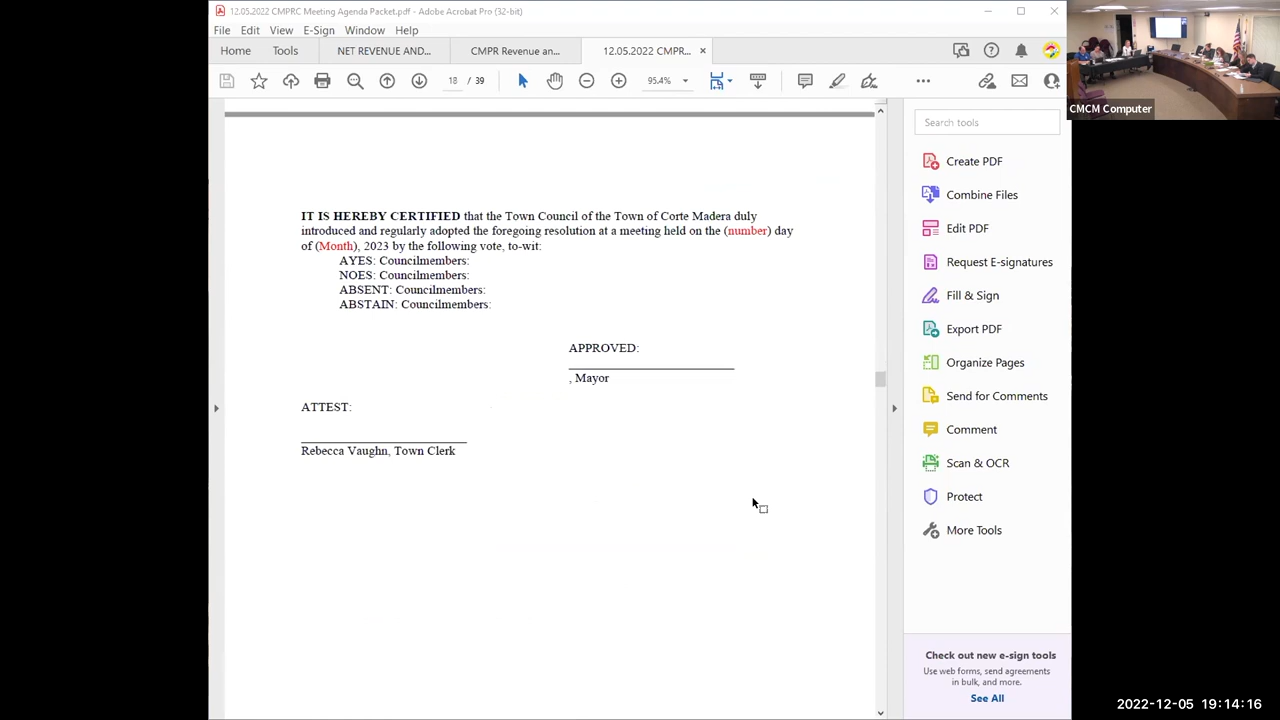 12.05.2022 CMPRC Meeting Agenda Packet.pdf - Adobe Acrobat Pro (32-bit)
File Edit View E-Sign Window Help
Home Tools NET REVENUE AND... CMPR Revenue an... 12.05.2022 CMPR... ×
18 / 39 95.4%
CMCM Computer
Search tools
Create PDF
Combine Files
Edit PDF
Request E-signatures
Fill & Sign
Export PDF
Organize Pages
Send for Comments
Comment
Scan & OCR
Protect
More Tools
Check out new e-sign tools
Use web forms, send agreements
in bulk, and more.
See All
IT IS HEREBY CERTIFIED that the Town Council of the Town of Corte Madera duly
introduced and regularly adopted the foregoing resolution at a meeting held on the (number) day
of (Month), 2023 by the following vote, to-wit:
AYES: Councilmembers:
NOES: Councilmembers:
ABSENT: Councilmembers:
ABSTAIN: Councilmembers:
APPROVED:
, Mayor
ATTEST:
Rebecca Vaughn, Town Clerk
2022-12-05 19:14:16